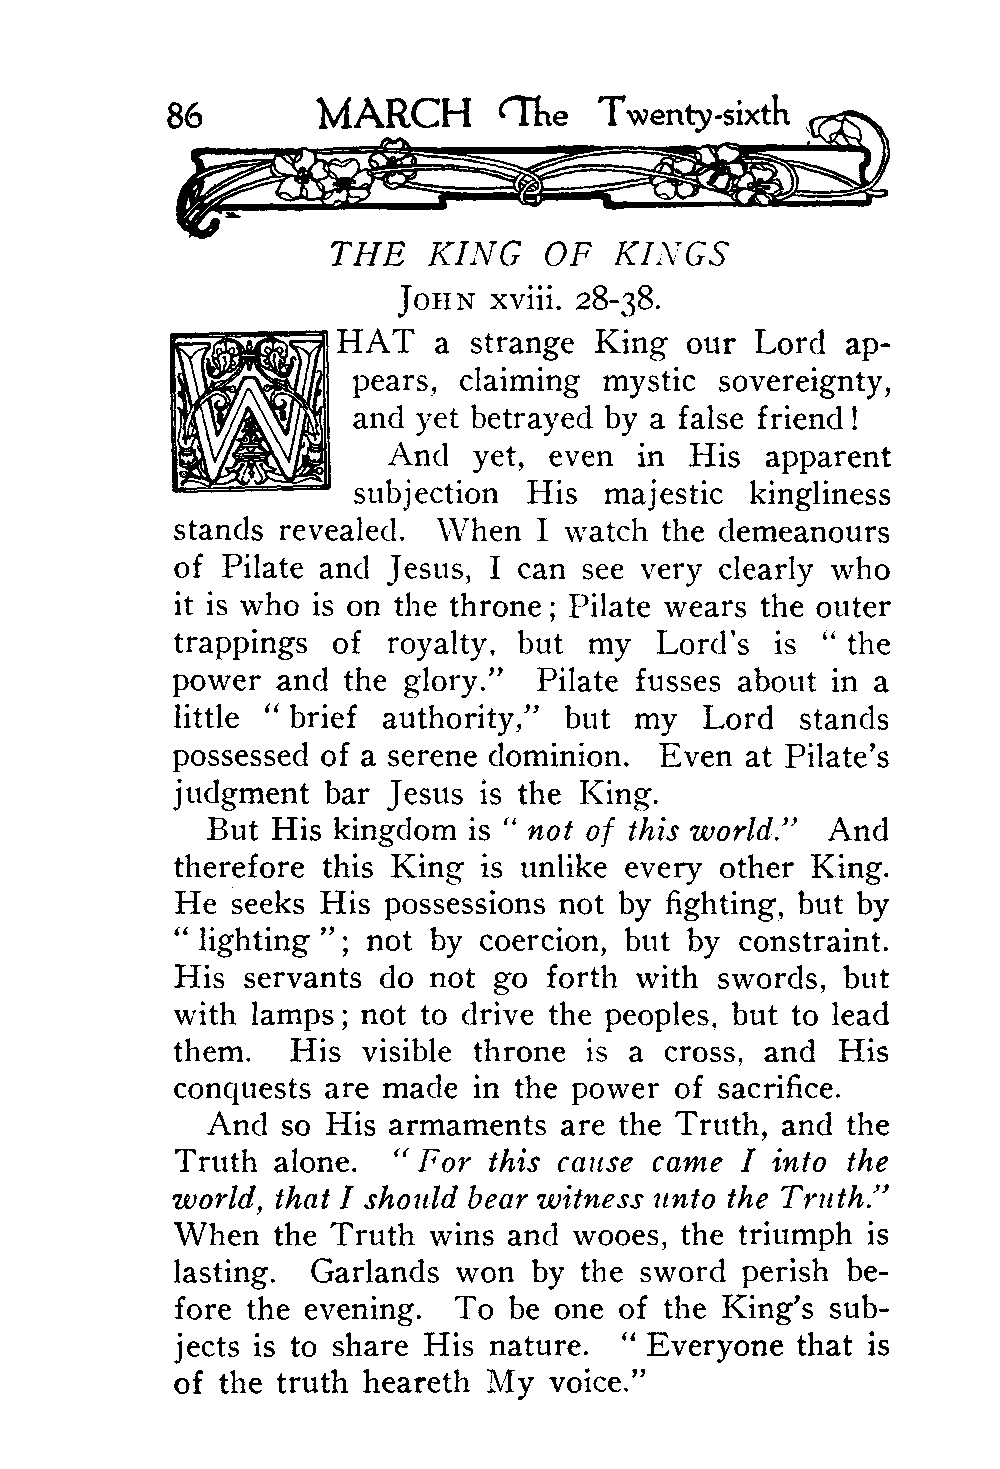 86 MARCH The Twenty-sixth
THE KING OF KINGS
JOHN xviii. 28-38.
WHAT a strange King our Lord ap-
pears, claiming mystic sovereignty,
and yet betrayed by a false friend!
And yet, even in His apparent
subjection His majestic kingliness
stands revealed. When I watch the demeanours
of Pilate and Jesus, I can see very clearly who
it is who is on the throne; Pilate wears the outer
trappings of royalty, but my Lord's is "the
power and the glory." Pilate fusses about in a
little "brief authority," but my Lord stands
possessed of a serene dominion. Even at Pilate's
judgment bar Jesus is the King.
But His kingdom is "not of this world." And
therefore this King is unlike every other King.
He seeks His possessions not by fighting, but by
"lighting"; not by coercion, but by constraint.
His servants do not go forth with swords, but
with lamps; not to drive the peoples, but to lead
them. His visible throne is a cross, and His
conquests are made in the power of sacrifice.
And so His armaments are the Truth, and the
Truth alone. "For this cause came I into the
world, that I should bear witness unto the Truth."
When the Truth wins and wooes, the triumph is
lasting. Garlands won by the sword perish be-
fore the evening. To be one of the King's sub-
jects is to share His nature. "Everyone that is
of the truth heareth My voice."